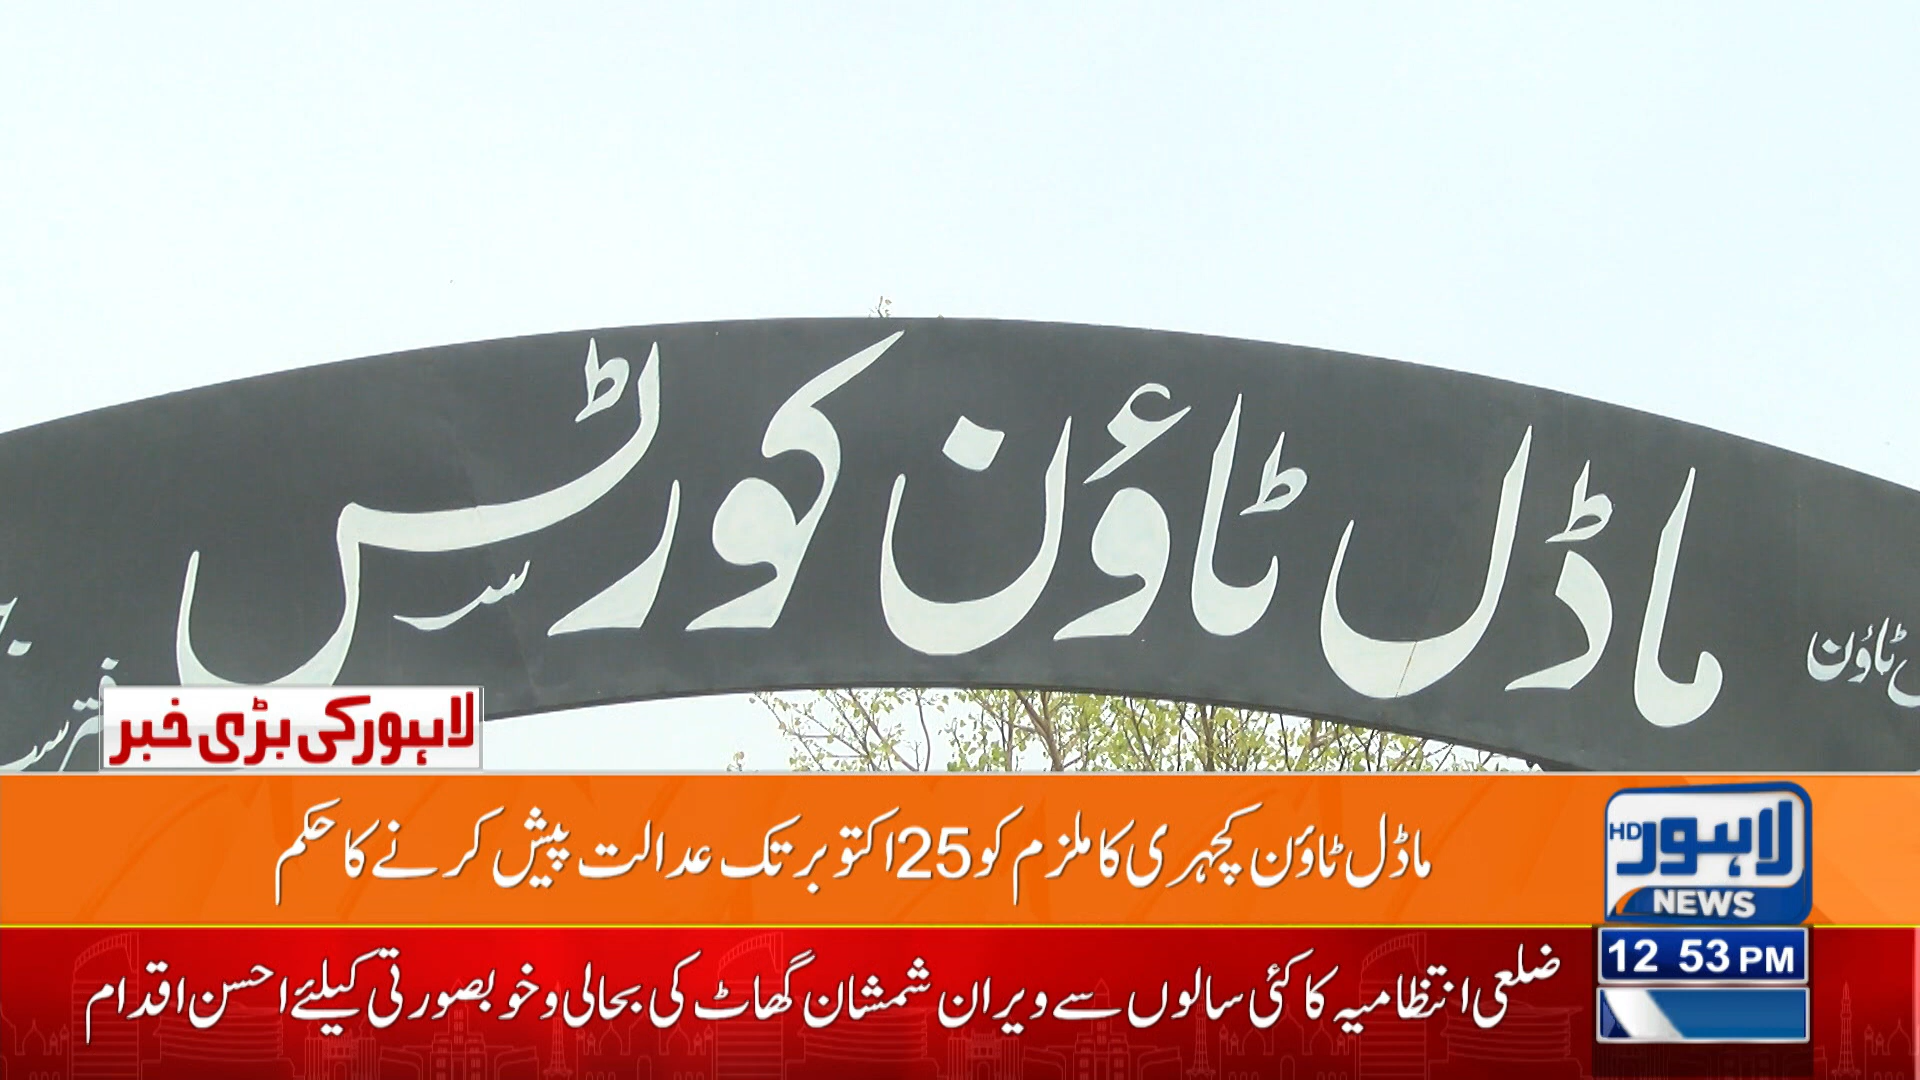 ماڈل ٹاؤن کورٹس
ٹاؤن
لاہور کی بڑی خبر
ماڈل ٹاؤن کچہری کا ملزم کو 25 اکتوبر تک عدالت پیش کرنے کا حکم
لاہور
HD
NEWS
12 53 PM
ضلعی انتظامیہ کا کئی سالوں سے ویران شمشان گھاٹ کی بحالی و خوبصورتی کیلئے احسن اقدام